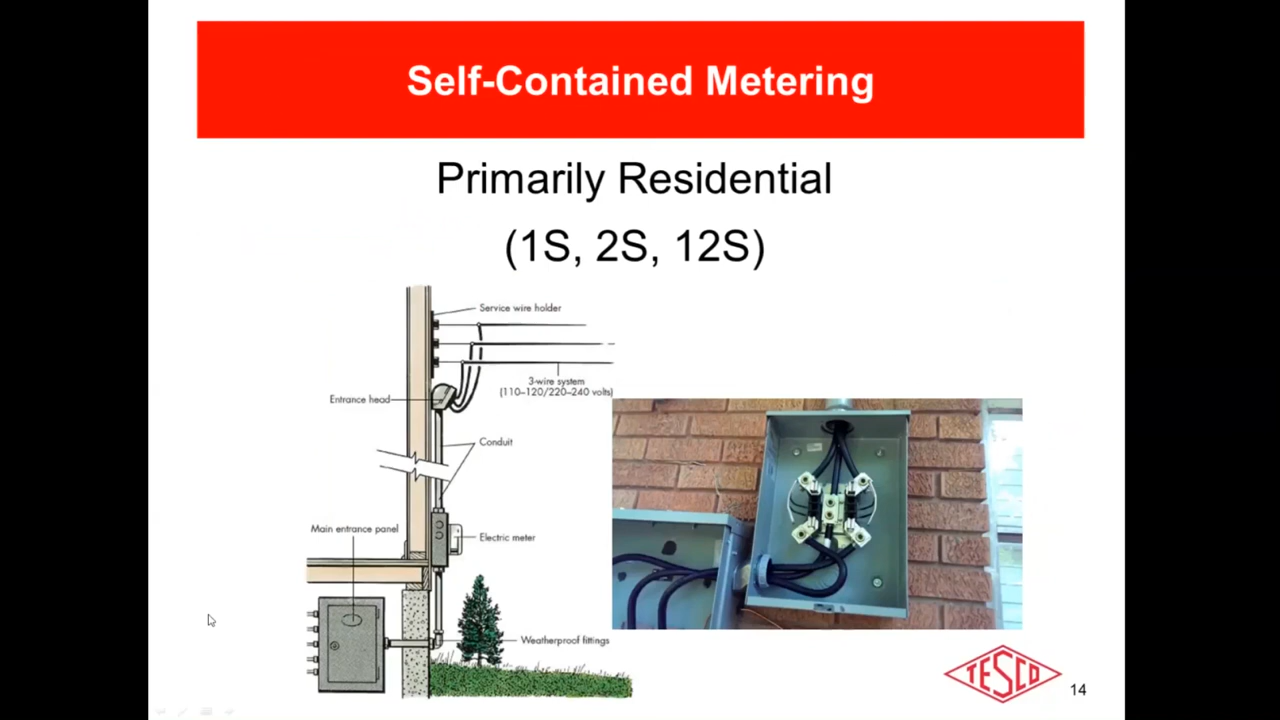 Self-Contained Metering
Primarily Residential
(1S, 2S, 12S)
Service wire holder
3-wire system
(110–120/220–240 volts)
Entrance head
Conduit
Main entrance panel
Electric meter
Weatherproof fittings
TESCO
14